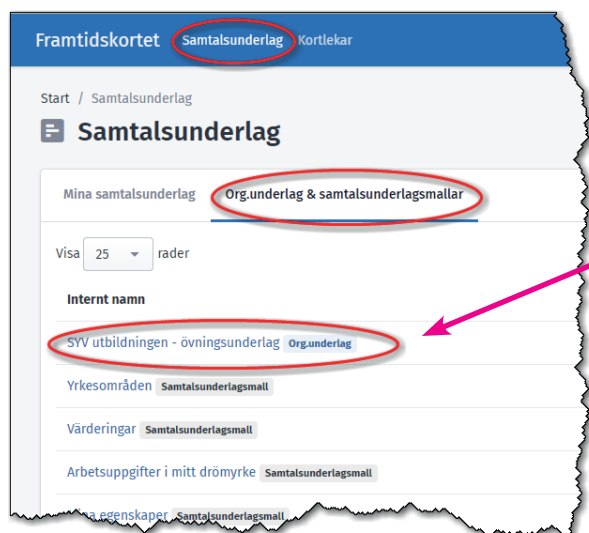 Framtidskortet Samtalsunderlag Kortlekar
Start / Samtalsunderlag
Samtalsunderlag
Mina samtalsunderlag Org.underlag & samtalsunderlagsmallar
Visa 25 rader
Internt namn
SYV utbildningen - övningsunderlag Org.underlag
Yrkesområden Samtalsunderlagsmall
Värderingar Samtalsunderlagsmall
Arbetsuppgifter i mitt drömyrke Samtalsunderlagsmall
egenskaper Samtalsunderlagsmall